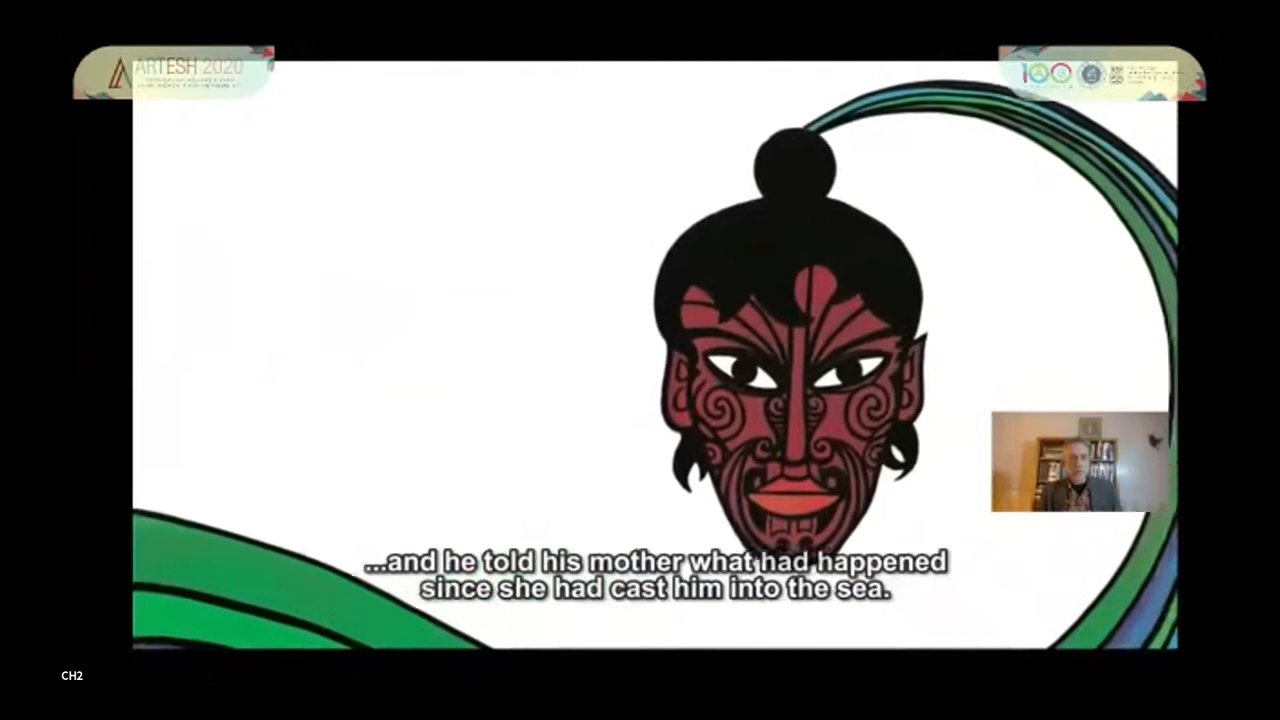 ARTESH 2020
100
...and he told his mother what had happened
since she had cast him into the sea.
CH2